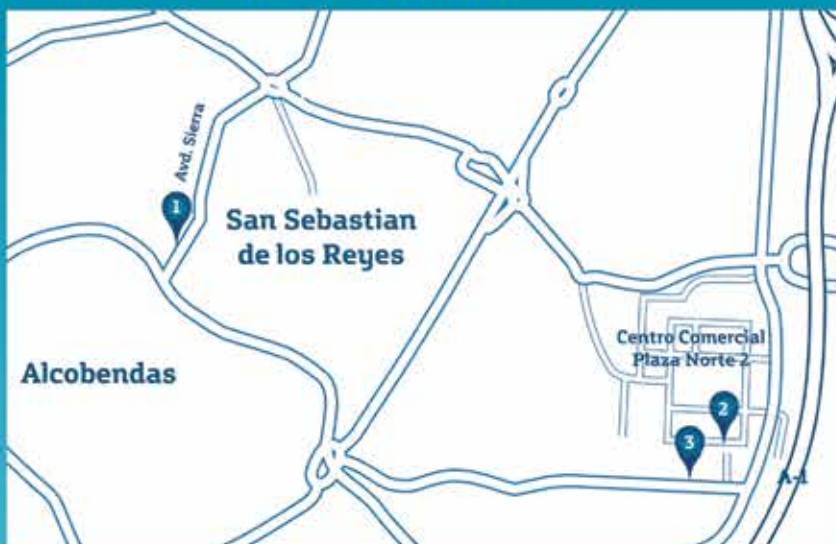 Avd. Sierra
1
San Sebastian
de los Reyes
Centro Comercial
Plaza Norte 2
Alcobendas
2
3
A-1